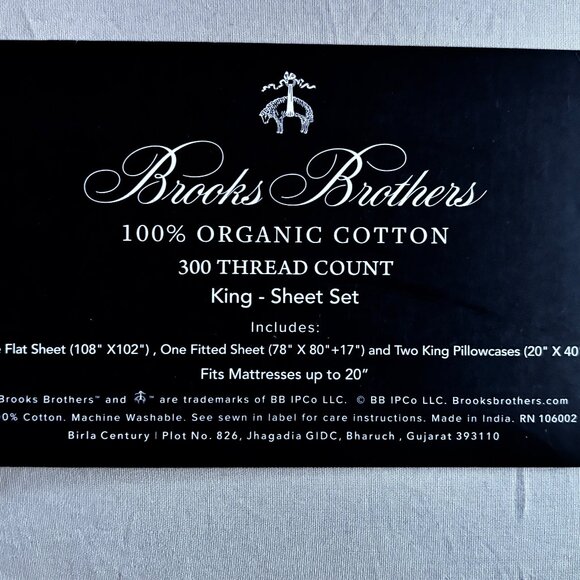 Brooks Brothers
100% ORGANIC COTTON
300 THREAD COUNT
King - Sheet Set
Includes:
Flat Sheet (108" X102") , One Fitted Sheet (78" X 80"+17") and Two King Pillowcases (20" X 40
Fits Mattresses up to 20”
Brooks Brothers™ and ™ are trademarks of BB IPCo LLC. © BB IPCo LLC. Brooksbrothers.com
00% Cotton. Machine Washable. See sewn in label for care instructions. Made in India. RN 106002
Birla Century | Plot No. 826, Jhagadia GIDC, Bharuch , Gujarat 393110